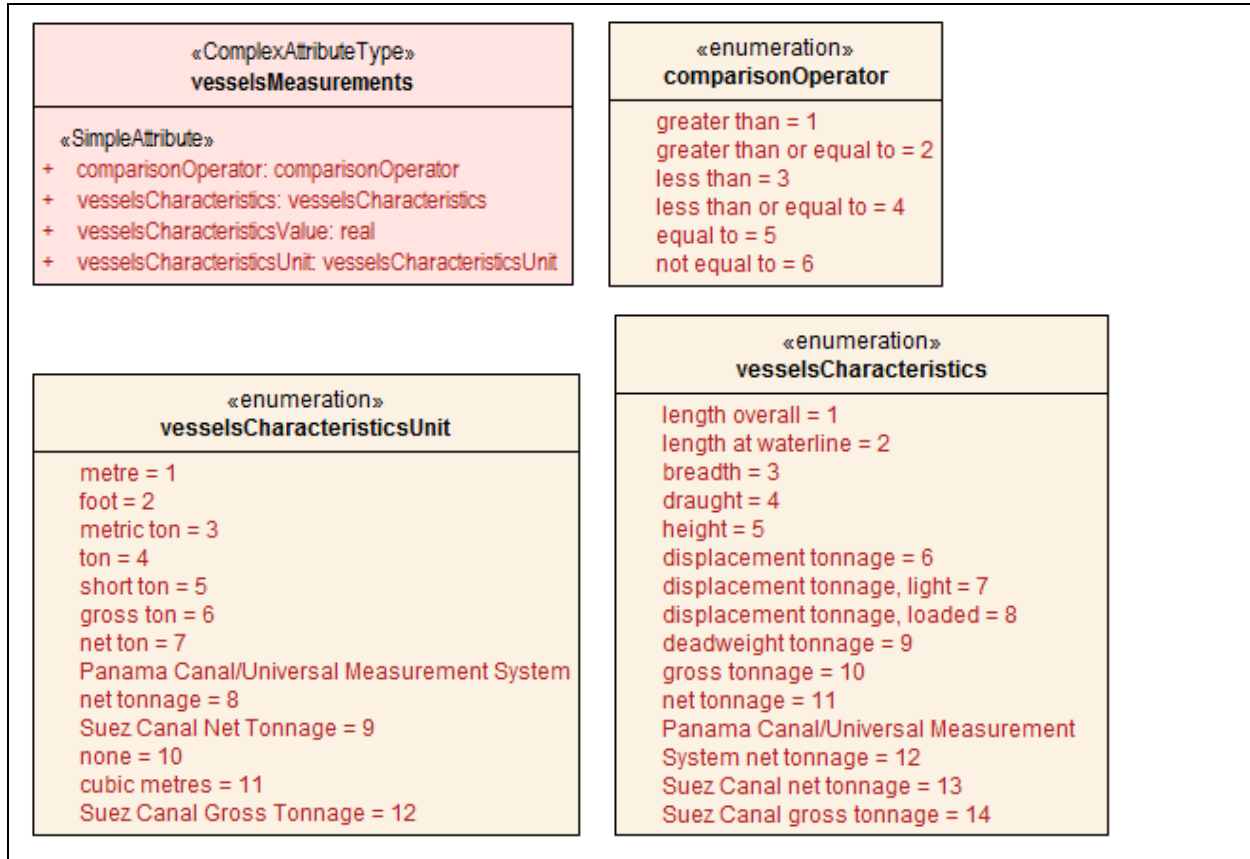 «ComplexAttributeType»
vesselsMeasurements
«SimpleAttribute»
+ comparisonOperator: comparisonOperator
+ vesselsCharacteristics: vesselsCharacteristics
+ vesselsCharacteristicsValue: real
+ vesselsCharacteristicsUnit: vesselsCharacteristicsUnit
«enumeration»
comparisonOperator
greater than = 1
greater than or equal to = 2
less than = 3
less than or equal to = 4
equal to = 5
not equal to = 6
«enumeration»
vesselsCharacteristicsUnit
metre = 1
foot = 2
metric ton = 3
ton = 4
short ton = 5
gross ton = 6
net ton = 7
Panama Canal/Universal Measurement System
net tonnage = 8
Suez Canal Net Tonnage = 9
none = 10
cubic metres = 11
Suez Canal Gross Tonnage = 12
«enumeration»
vesselsCharacteristics
length overall = 1
length at waterline = 2
breadth = 3
draught = 4
height = 5
displacement tonnage = 6
displacement tonnage, light = 7
displacement tonnage, loaded = 8
deadweight tonnage = 9
gross tonnage = 10
net tonnage = 11
Panama Canal/Universal Measurement
System net tonnage = 12
Suez Canal net tonnage = 13
Suez Canal gross tonnage = 14